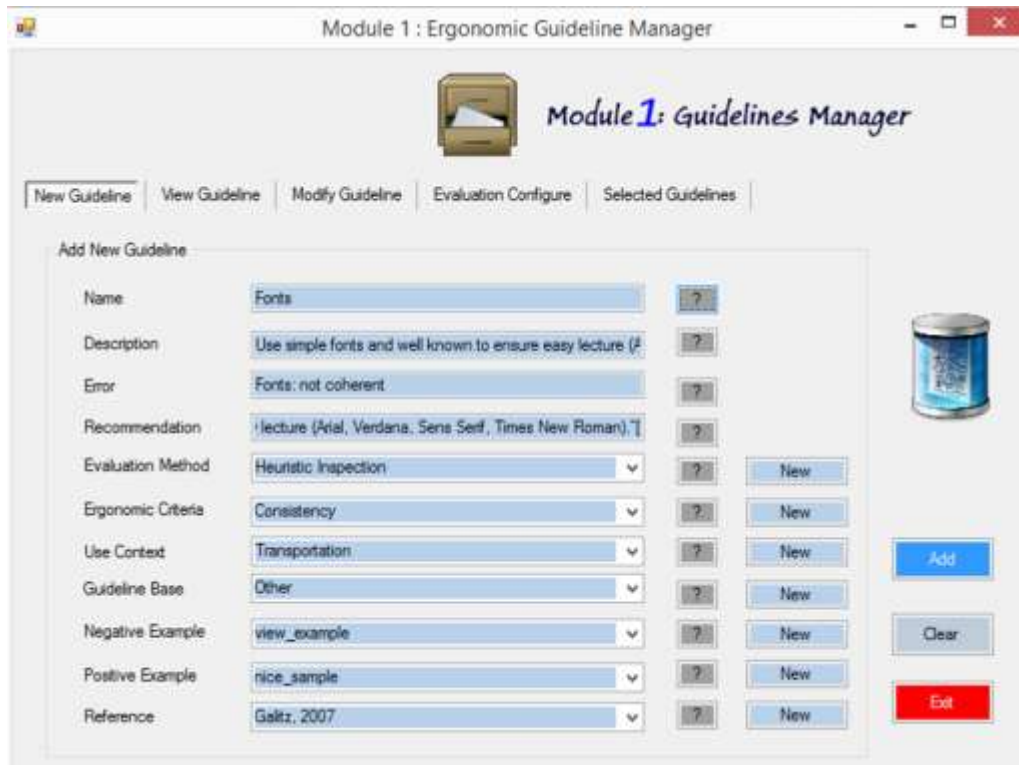 Module 1 : Ergonomic Guideline Manager
Module 1: Guidelines Manager
New Guideline View Guideline Modify Guideline Evaluation Configure Selected Guidelines
Add New Guideline
Name Fonts ?
Description Use simple fonts and well known to ensure easy lecture (A ?
Error Fonts: not coherent ?
Recommendation lecture (Arial, Verdana, Sens Serif, Times New Roman)."[ ?
Evaluation Method Heuristic Inspection ? New
Ergonomic Criteria Consistency ? New
Use Context Transportation ? New
Add
Guideline Base Other ? New
Negative Example view_example ? New
Clear
Positive Example nice_sample ? New
Exit
Reference Galitz, 2007 ? New